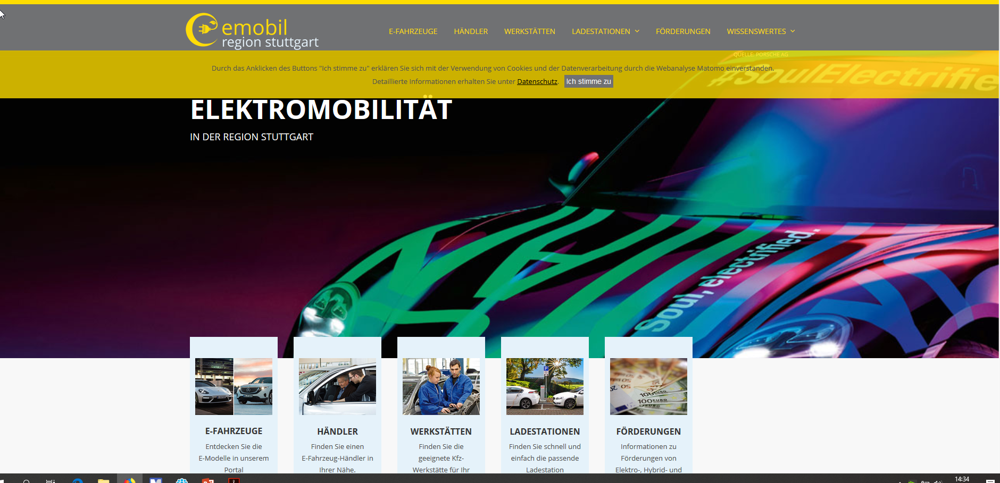 emobil
region stuttgart
E-FAHRZEUGE
HÄNDLER
WERKSTÄTTEN
LADESTATIONEN
FÖRDERUNGEN
WISSENSWERTES
QUELLE: PORSCHE AG
Durch das Anklicken des Buttons "Ich stimme zu" erklären Sie sich mit der Verwendung von Cookies und der Datenverarbeitung durch die Webanalyse Matomo einverstanden.
Detaillierte Informationen erhalten Sie unter Datenschutz. Ich stimme zu
#SoulElectrifie
ELEKTROMOBILITÄT
IN DER REGION STUTTGART
Soul, electrified.
E-FAHRZEUGE
Entdecken Sie die
E-Modelle in unserem
Portal
HÄNDLER
Finden Sie einen
E-Fahrzeug-Händler in
Ihrer Nähe.
WERKSTÄTTEN
Finden Sie die
geeignete Kfz-
Werkstätte für Ihr
LADESTATIONEN
Finden Sie schnell und
einfach die passende
Ladestation
FÖRDERUNGEN
Informationen zu
Förderungen von
Elektro-, Hybrid- und
14:34